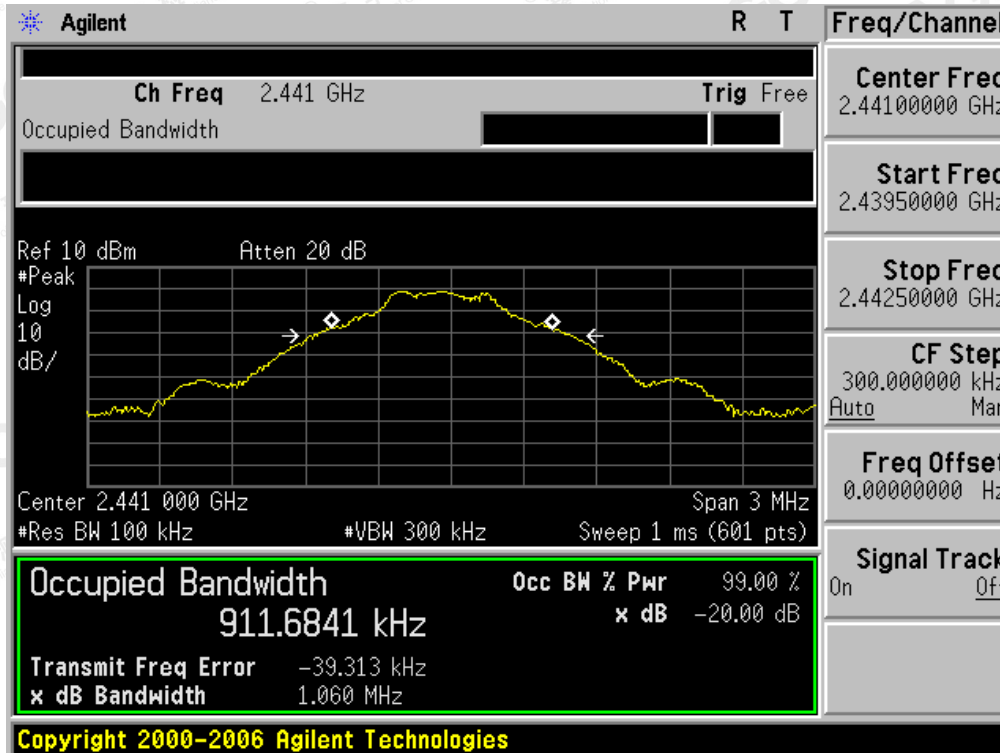 Agilent R T Freq/Channel
Ch Freq 2.441 GHz Trig Free
Occupied Bandwidth
Center Freq
2.44100000 GHz
Start Freq
2.43950000 GHz
Stop Freq
2.44250000 GHz
CF Step
300.000000 kHz
Auto Man
Freq Offset
0.00000000 Hz
Signal Track
On Off
Ref 10 dBm Atten 20 dB
#Peak
Log
10
dB/
Center 2.441 000 GHz Span 3 MHz
#Res BW 100 kHz #VBW 300 kHz Sweep 1 ms (601 pts)
Occupied Bandwidth
911.6841 kHz
Occ BW % Pwr 99.00 %
x dB -20.00 dB
Transmit Freq Error -39.313 kHz
x dB Bandwidth 1.060 MHz
Copyright 2000-2006 Agilent Technologies